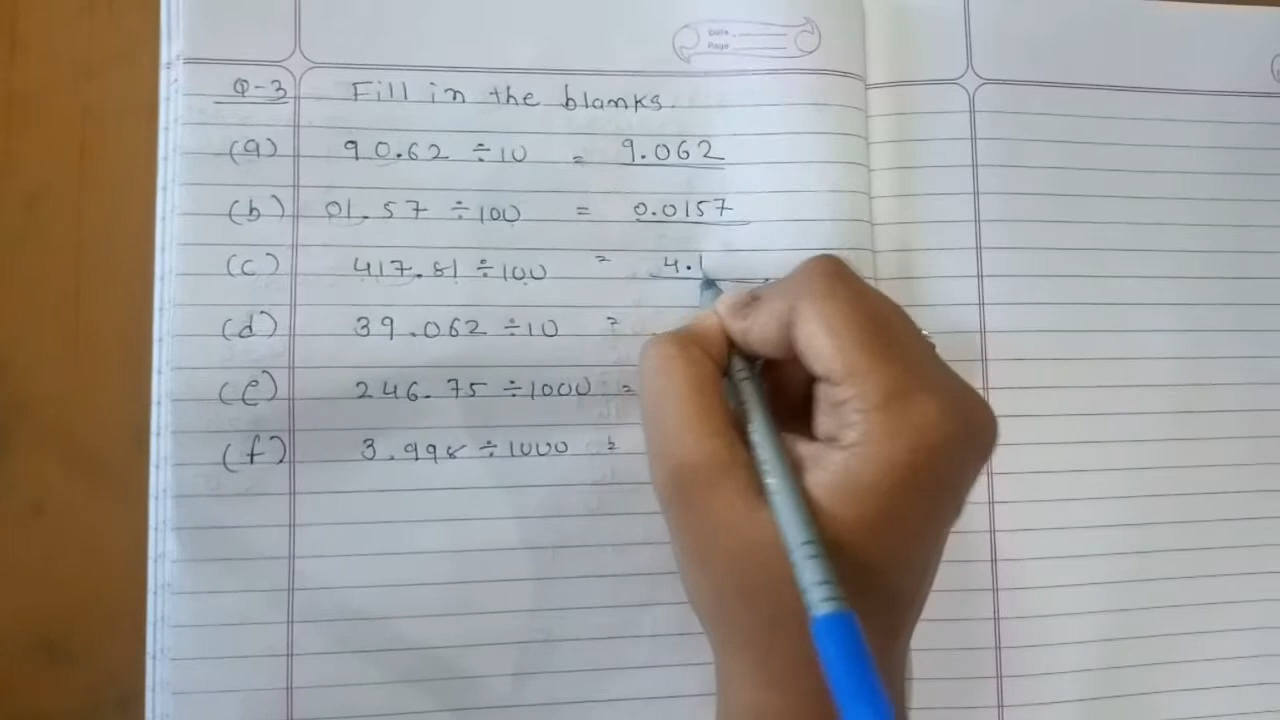 Date
Page
Q-3 Fill in the blanks.
(a) 90.62 ÷10 = 9.062
(b) 01.57 ÷100 = 0.0157
(c) 417.81 ÷100 = 4.1
(d) 39.062 ÷10 =
(e) 246.75 ÷1000 =
(f) 3.998 ÷1000 =